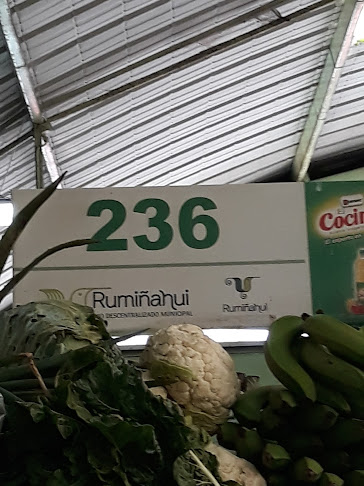 236
Rumiñahui
O DESCENTRALIZADO MUNICIPAL
Rumiñahui
Cocin